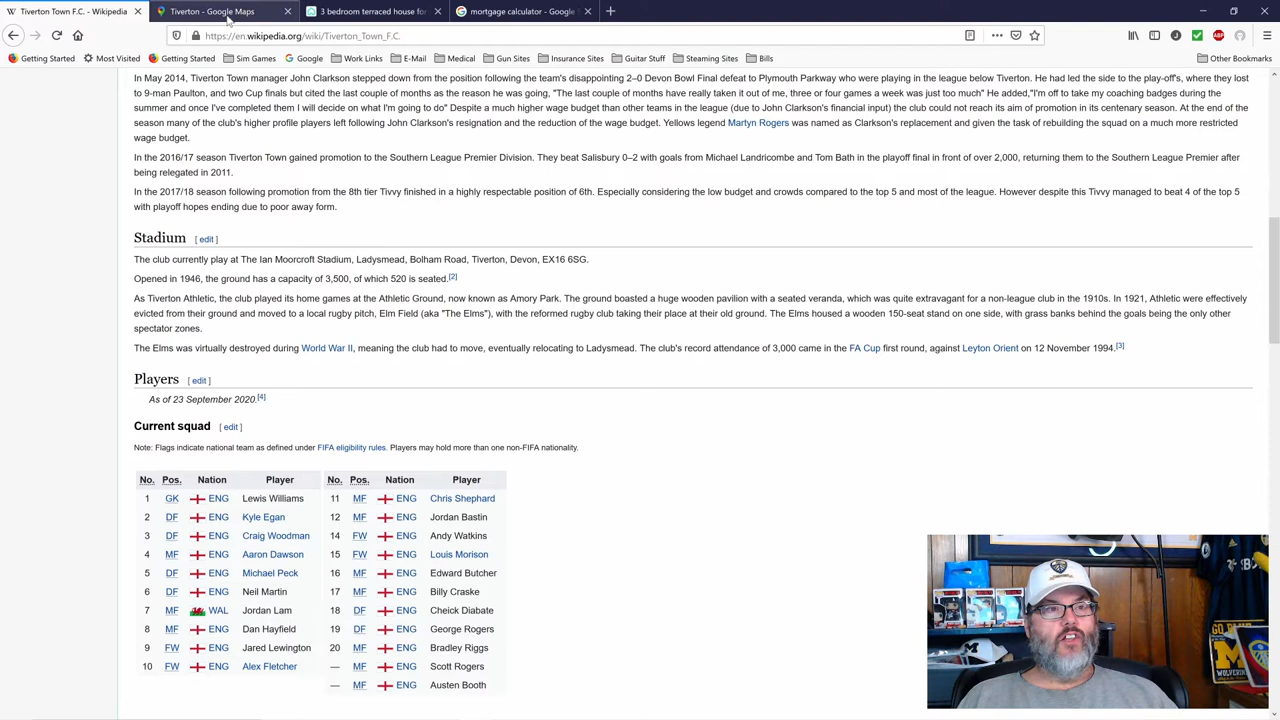 Tiverton Town F.C. - Wikipedia
Tiverton - Google Maps
3 bedroom terraced house for
mortgage calculator - Google
https://en.wikipedia.org/wiki/Tiverton_Town_F.C.
Getting Started Most Visited Getting Started Sim Games Google Work Links E-Mail Medical Gun Sites Insurance Sites Guitar Stuff Steaming Sites Bills Other Bookmarks
In May 2014, Tiverton Town manager John Clarkson stepped down from the position following the team's disappointing 2–0 Devon Bowl Final defeat to Plymouth Parkway who were playing in the league below Tiverton. He had led the side to the play-off's, where they lost
to 9-man Paulton, and two Cup finals but cited the last couple of months as the reason he was going, "The last couple of months have really taken it out of me, three or four games a week was just too much" He added,"I'm off to take my coaching badges during the
summer and once I've completed them I will decide on what I'm going to do" Despite a much higher wage budget than other teams in the league (due to John Clarkson's financial input) the club could not reach its aim of promotion in its centenary season. At the end of the
season many of the club's higher profile players left following John Clarkson's resignation and the reduction of the wage budget. Yellows legend Martyn Rogers was named as Clarkson's replacement and given the task of rebuilding the squad on a much more restricted
wage budget.
In the 2016/17 season Tiverton Town gained promotion to the Southern League Premier Division. They beat Salisbury 0–2 with goals from Michael Landricombe and Tom Bath in the playoff final in front of over 2,000, returning them to the Southern League Premier after
being relegated in 2011.
In the 2017/18 season following promotion from the 8th tier Tivvy finished in a highly respectable position of 6th. Especially considering the low budget and crowds compared to the top 5 and most of the league. However despite this Tivvy managed to beat 4 of the top 5
with playoff hopes ending due to poor away form.
Stadium [ edit ]
The club currently play at The Ian Moorcroft Stadium, Ladysmead, Bolham Road, Tiverton, Devon, EX16 6SG.
Opened in 1946, the ground has a capacity of 3,500, of which 520 is seated.[2]
As Tiverton Athletic, the club played its home games at the Athletic Ground, now known as Amory Park. The ground boasted a huge wooden pavilion with a seated veranda, which was quite extravagant for a non-league club in the 1910s. In 1921, Athletic were effectively
evicted from their ground and moved to a local rugby pitch, Elm Field (aka "The Elms"), with the reformed rugby club taking their place at their old ground. The Elms housed a wooden 150-seat stand on one side, with grass banks behind the goals being the only other
spectator zones.
The Elms was virtually destroyed during World War II, meaning the club had to move, eventually relocating to Ladysmead. The club's record attendance of 3,000 came in the FA Cup first round, against Leyton Orient on 12 November 1994.[3]
Players [ edit ]
As of 23 September 2020.[4]
Current squad [ edit ]
Note: Flags indicate national team as defined under FIFA eligibility rules. Players may hold more than one non-FIFA nationality.
No. Pos. Nation Player No. Pos. Nation Player
1 GK ENG Lewis Williams 11 MF ENG Chris Shephard
2 DF ENG Kyle Egan 12 MF ENG Jordan Bastin
3 DF ENG Craig Woodman 14 FW ENG Andy Watkins
4 MF ENG Aaron Dawson 15 FW ENG Louis Morison
5 DF ENG Michael Peck 16 MF ENG Edward Butcher
6 DF ENG Neil Martin 17 MF ENG Billy Craske
7 MF WAL Jordan Lam 18 DF ENG Cheick Diabate
8 MF ENG Dan Hayfield 19 DF ENG George Rogers
9 FW ENG Jared Lewington 20 MF ENG Bradley Riggs
10 FW ENG Alex Fletcher — MF ENG Scott Rogers
— MF ENG Austen Booth